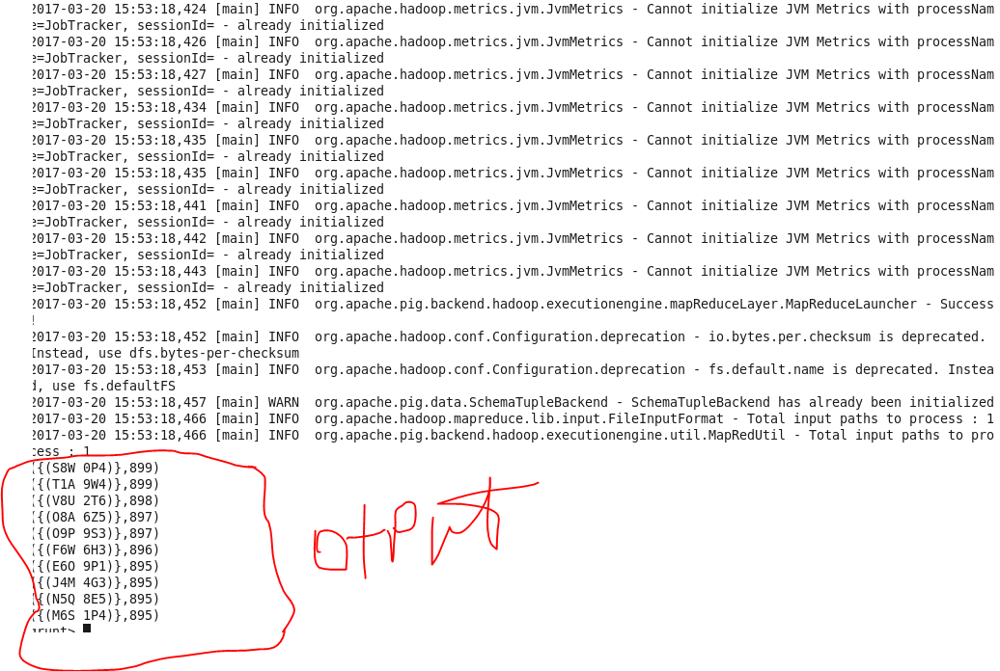 2017-03-20 15:53:18,424 [main] INFO  org.apache.hadoop.metrics.jvm.JvmMetrics - Cannot initialize JVM Metrics with processNam
e=JobTracker, sessionId= - already initialized
2017-03-20 15:53:18,426 [main] INFO  org.apache.hadoop.metrics.jvm.JvmMetrics - Cannot initialize JVM Metrics with processNam
e=JobTracker, sessionId= - already initialized
2017-03-20 15:53:18,427 [main] INFO  org.apache.hadoop.metrics.jvm.JvmMetrics - Cannot initialize JVM Metrics with processNam
e=JobTracker, sessionId= - already initialized
2017-03-20 15:53:18,434 [main] INFO  org.apache.hadoop.metrics.jvm.JvmMetrics - Cannot initialize JVM Metrics with processNam
e=JobTracker, sessionId= - already initialized
2017-03-20 15:53:18,435 [main] INFO  org.apache.hadoop.metrics.jvm.JvmMetrics - Cannot initialize JVM Metrics with processNam
e=JobTracker, sessionId= - already initialized
2017-03-20 15:53:18,435 [main] INFO  org.apache.hadoop.metrics.jvm.JvmMetrics - Cannot initialize JVM Metrics with processNam
e=JobTracker, sessionId= - already initialized
2017-03-20 15:53:18,441 [main] INFO  org.apache.hadoop.metrics.jvm.JvmMetrics - Cannot initialize JVM Metrics with processNam
e=JobTracker, sessionId= - already initialized
2017-03-20 15:53:18,442 [main] INFO  org.apache.hadoop.metrics.jvm.JvmMetrics - Cannot initialize JVM Metrics with processNam
e=JobTracker, sessionId= - already initialized
2017-03-20 15:53:18,443 [main] INFO  org.apache.hadoop.metrics.jvm.JvmMetrics - Cannot initialize JVM Metrics with processNam
e=JobTracker, sessionId= - already initialized
2017-03-20 15:53:18,452 [main] INFO  org.apache.pig.backend.hadoop.executionengine.mapReduceLayer.MapReduceLauncher - Success
!
2017-03-20 15:53:18,452 [main] INFO  org.apache.hadoop.conf.Configuration.deprecation - io.bytes.per.checksum is deprecated.
Instead, use dfs.bytes-per-checksum
2017-03-20 15:53:18,453 [main] INFO  org.apache.hadoop.conf.Configuration.deprecation - fs.default.name is deprecated. Instea
d, use fs.defaultFS
2017-03-20 15:53:18,457 [main] WARN  org.apache.pig.data.SchemaTupleBackend - SchemaTupleBackend has already been initialized
2017-03-20 15:53:18,466 [main] INFO  org.apache.hadoop.mapreduce.lib.input.FileInputFormat - Total input paths to process : 1
2017-03-20 15:53:18,466 [main] INFO  org.apache.pig.backend.hadoop.executionengine.util.MapRedUtil - Total input paths to pro
cess : 1
({(S8W 0P4)},899)
({(T1A 9W4)},899)
({(V8U 2T6)},898)
({(O8A 6Z5)},897)
({(O9P 9S3)},897)
({(F6W 6H3)},896)
({(E6O 9P1)},895)
({(J4M 4G3)},895)
({(N5Q 8E5)},895)
({(M6S 1P4)},895)
grunt>
otput